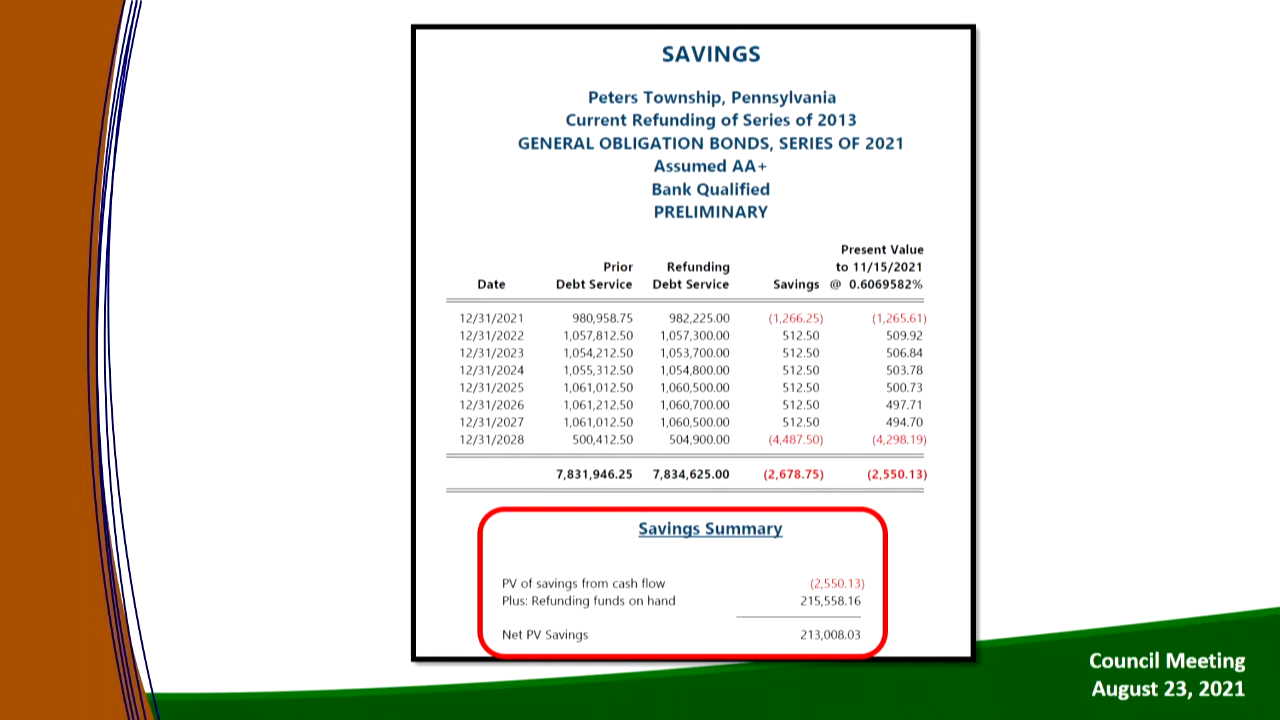 SAVINGS
Peters Township, Pennsylvania
Current Refunding of Series of 2013
GENERAL OBLIGATION BONDS, SERIES OF 2021
Assumed AA+
Bank Qualified
PRELIMINARY
Present Value
Prior Refunding to 11/15/2021
Date Debt Service Debt Service Savings @ 0.6069582%
12/31/2021 980,958.75 982,225.00 (1,266.25) (1,265.61)
12/31/2022 1,057,812.50 1,057,300.00 512.50 509.92
12/31/2023 1,054,212.50 1,053,700.00 512.50 506.84
12/31/2024 1,055,312.50 1,054,800.00 512.50 503.78
12/31/2025 1,061,012.50 1,060,500.00 512.50 500.73
12/31/2026 1,061,212.50 1,060,700.00 512.50 497.71
12/31/2027 1,061,012.50 1,060,500.00 512.50 494.70
12/31/2028 500,412.50 504,900.00 (4,487.50) (4,298.19)
7,831,946.25 7,834,625.00 (2,678.75) (2,550.13)
Savings Summary
PV of savings from cash flow (2,550.13)
Plus: Refunding funds on hand 215,558.16
Net PV Savings 213,008.03
Council Meeting
August 23, 2021